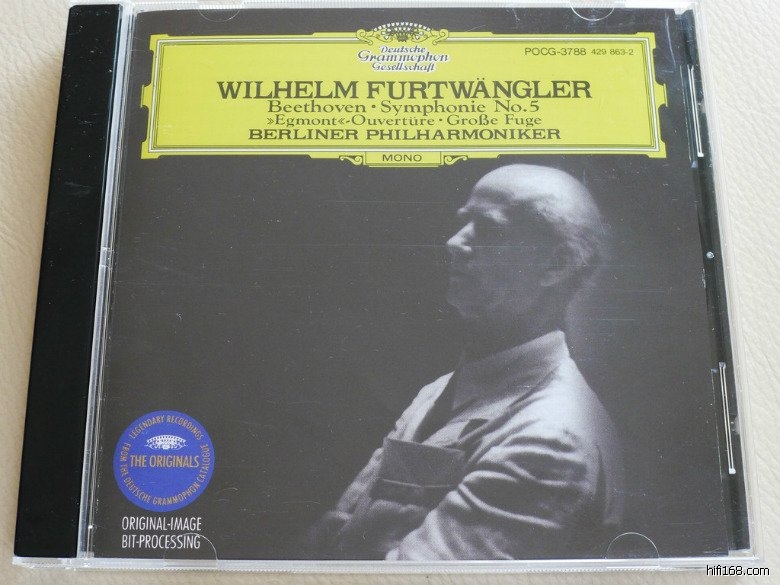 Deutsche
Grammophon
Gesellschaft
POCG-3788 429 863-2
WILHELM FURTWÄNGLER
Beethoven · Symphonie No. 5
»Egmont«-Ouvertüre · Große Fuge
BERLINER PHILHARMONIKER
MONO
LEGENDARY RECORDINGS
THE ORIGINALS
FROM THE DEUTSCHE GRAMMOPHON CATALOGUE
ORIGINAL-IMAGE
BIT-PROCESSING
hifi168.com